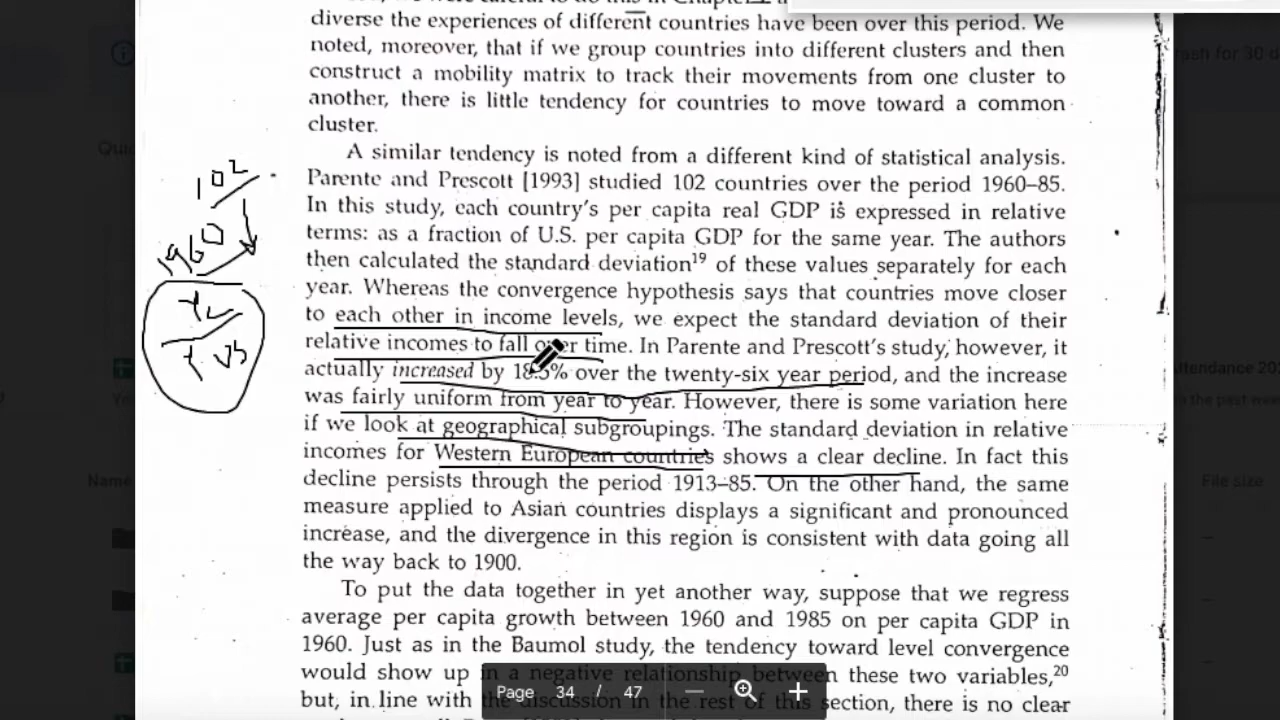 diverse the experiences of different countries have been over this period. We
noted, moreover, that if we group countries into different clusters and then
construct a mobility matrix to track their movements from one cluster to
another, there is little tendency for countries to move toward a common
cluster.
A similar tendency is noted from a different kind of statistical analysis.
Parente and Prescott [1993] studied 102 countries over the period 1960–85.
In this study, each country's per capita real GDP is expressed in relative
terms: as a fraction of U.S. per capita GDP for the same year. The authors
then calculated the standard deviation19 of these values separately for each
year. Whereas the convergence hypothesis says that countries move closer
to each other in income levels, we expect the standard deviation of their
relative incomes to fall over time. In Parente and Prescott's study, however, it
actually increased by 18.5% over the twenty-six year period, and the increase
was fairly uniform from year to year. However, there is some variation here
if we look at geographical subgroupings. The standard deviation in relative
incomes for Western European countries shows a clear decline. In fact this
decline persists through the period 1913–85. On the other hand, the same
measure applied to Asian countries displays a significant and pronounced
increase, and the divergence in this region is consistent with data going all
the way back to 1900.
To put the data together in yet another way, suppose that we regress
average per capita growth between 1960 and 1985 on per capita GDP in
1960. Just as in the Baumol study, the tendency toward level convergence
would show up in a negative relationship between these two variables,20
but, in line with the discussion in the rest of this section, there is no clear
102
1960
Page 34 / 47
Name
File size